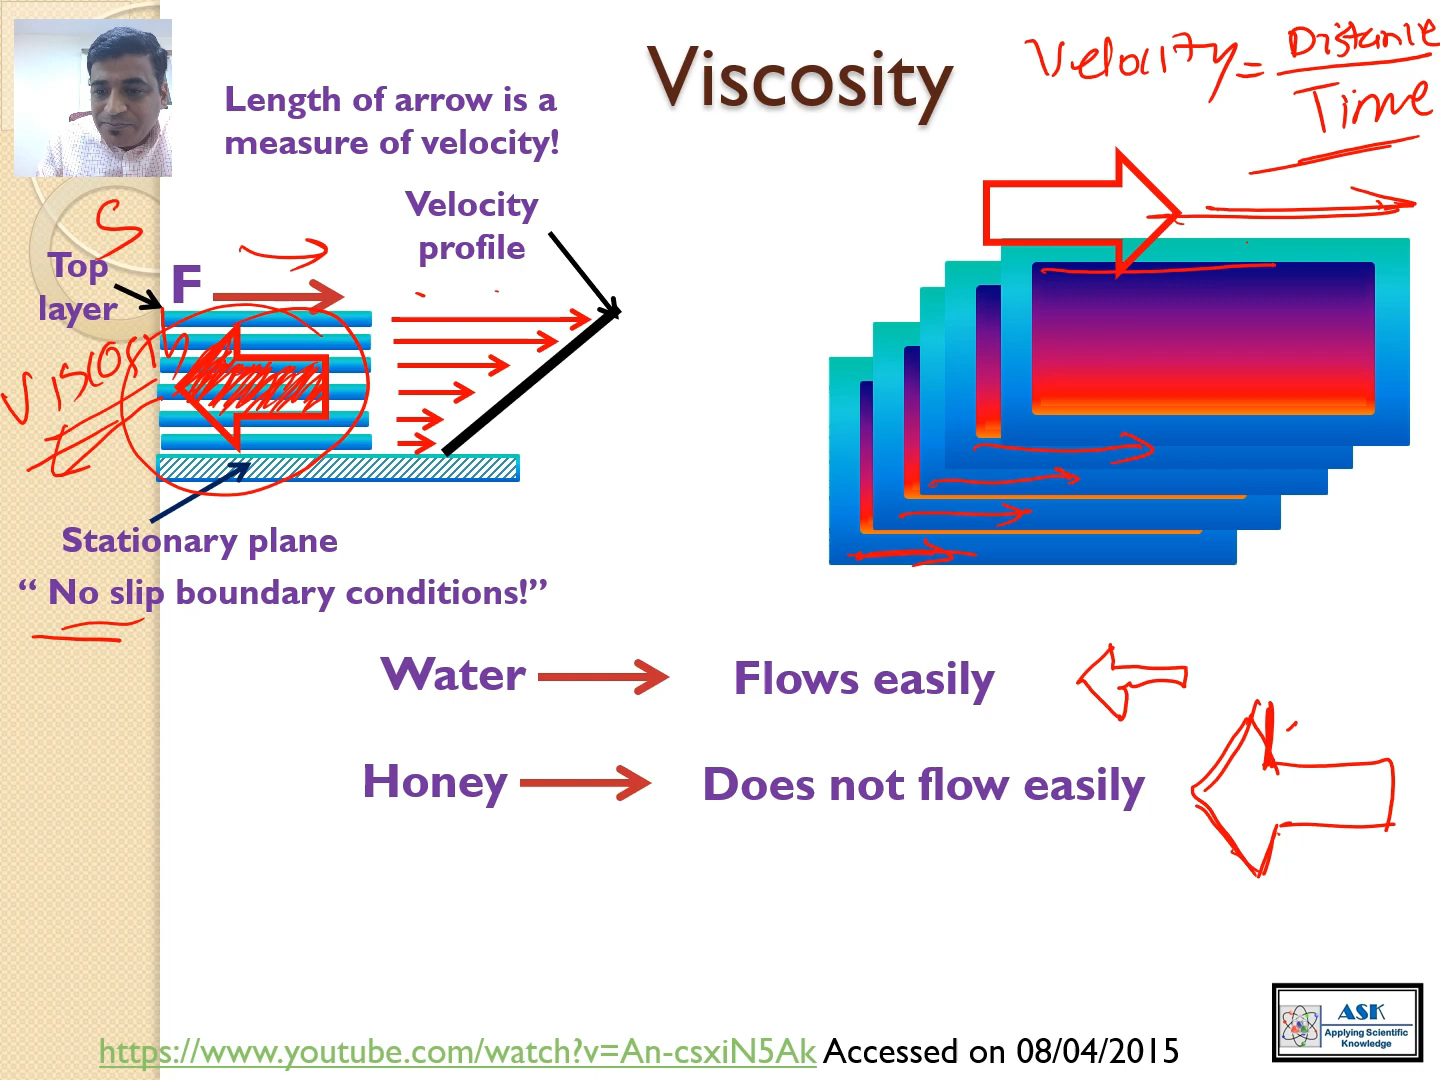 Viscosity
Velocity = Distance
Time
Length of arrow is a
measure of velocity!
Velocity
profile
S
Top
layer
F
Viscosity
Stationary plane
“ No slip boundary conditions!”
Water
Flows easily
Honey
Does not flow easily
https://www.youtube.com/watch?v=An-csxiN5Ak Accessed on 08/04/2015
ASK
Applying Scientific
Knowledge